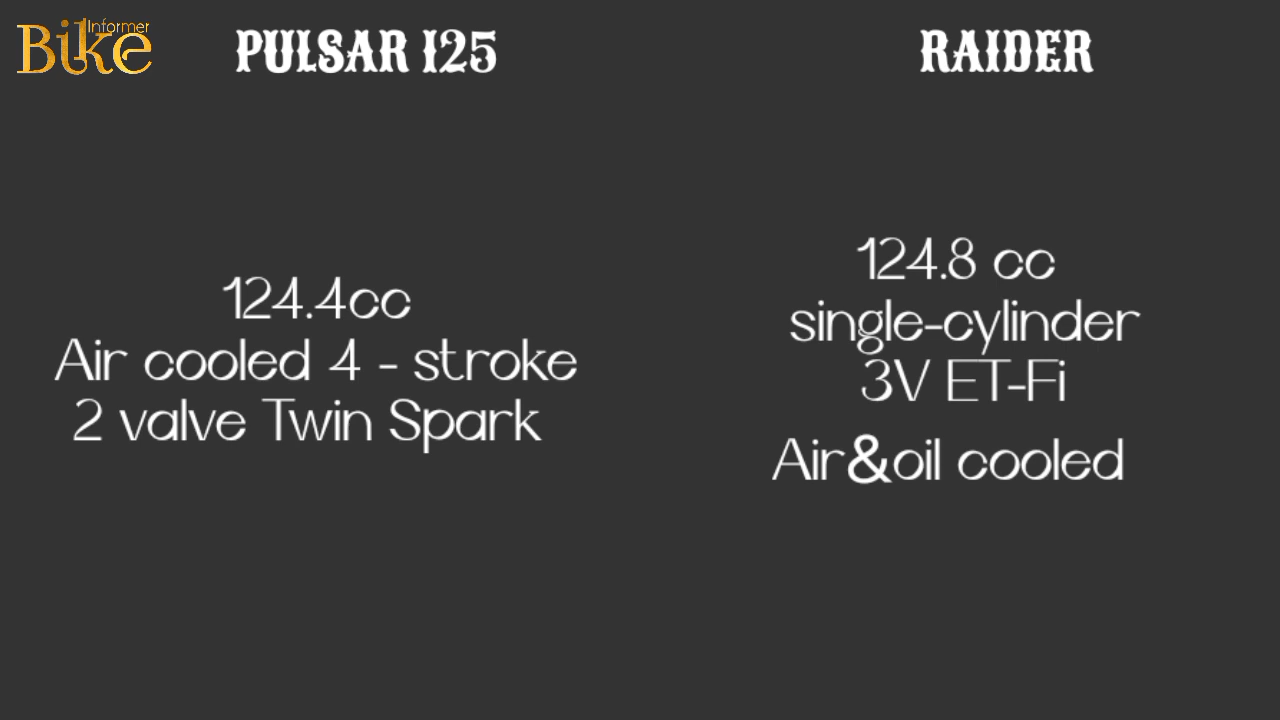 Bike Informer
PULSAR 125
RAIDER
124.4cc
Air cooled 4 - stroke
2 valve Twin Spark
124.8 cc
single-cylinder
3V ET-Fi
Air&oil cooled